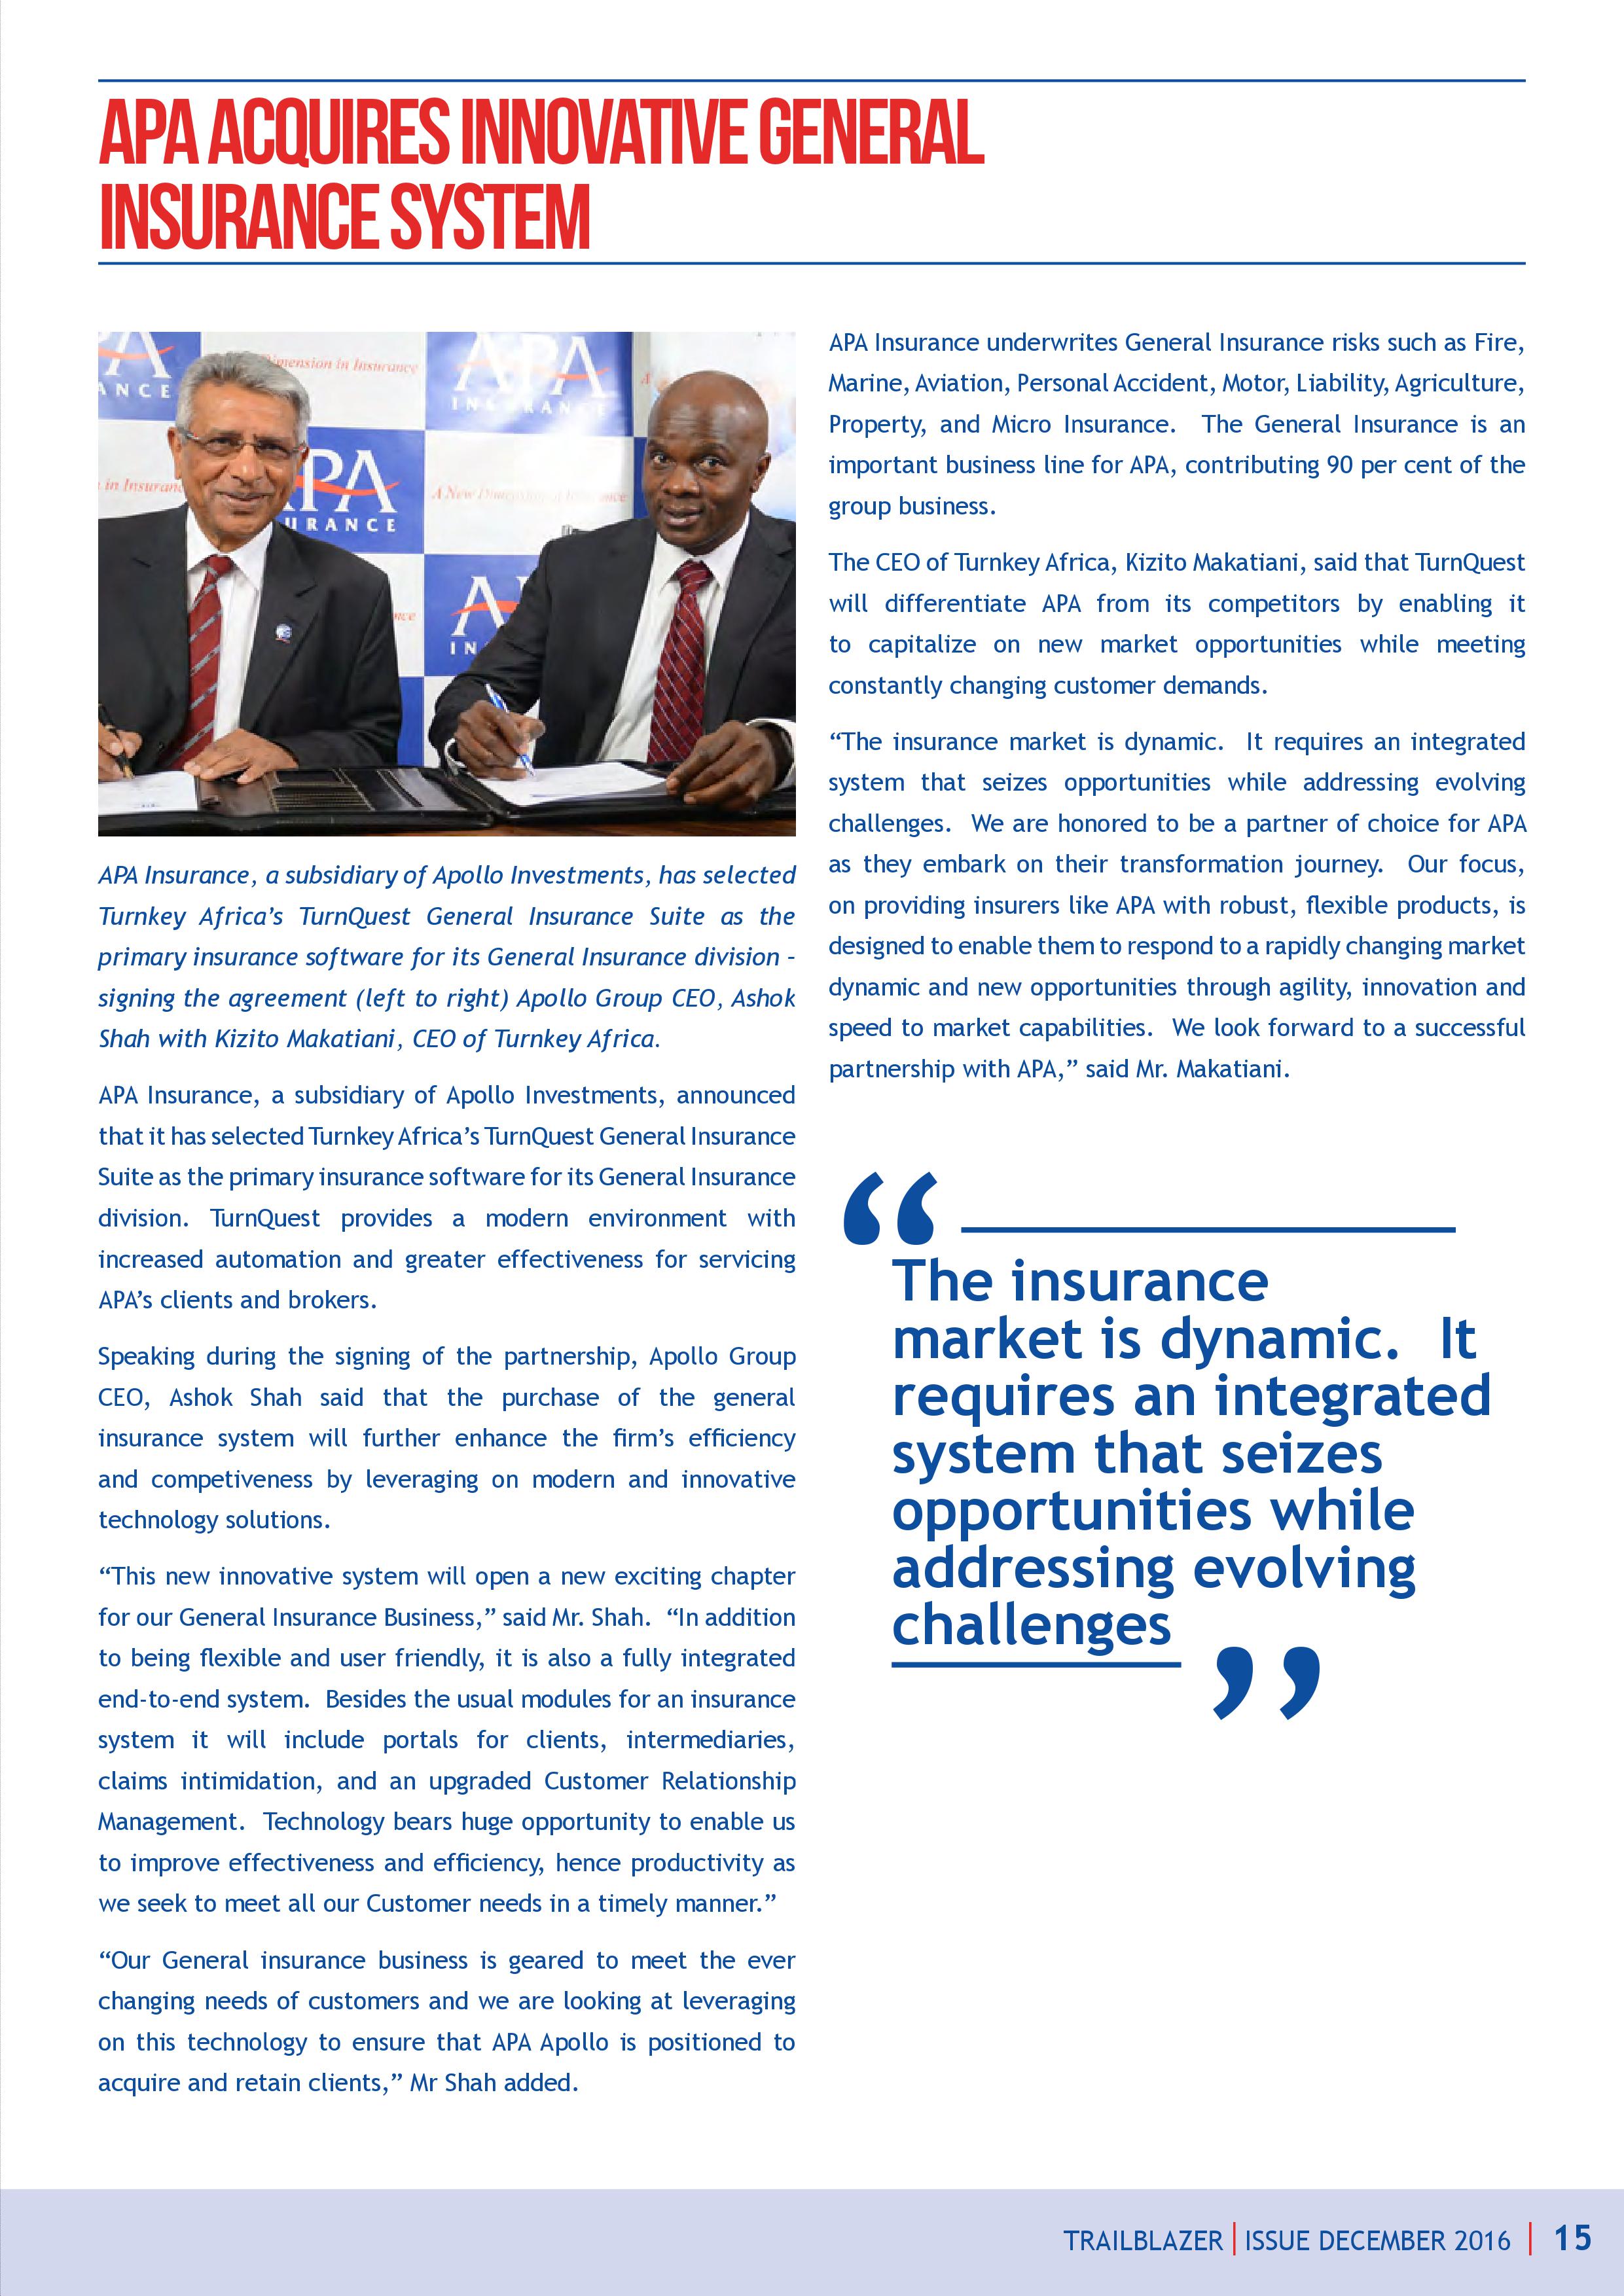 APA ACQUIRES INNOVATIVE GENERAL
INSURANCE SYSTEM
APA
INSURANCE
A New Dimension in Insurance
APA Insurance, a subsidiary of Apollo Investments, has selected
Turnkey Africa’s TurnQuest General Insurance Suite as the
primary insurance software for its General Insurance division –
signing the agreement (left to right) Apollo Group CEO, Ashok
Shah with Kizito Makatiani, CEO of Turnkey Africa.
APA Insurance, a subsidiary of Apollo Investments, announced
that it has selected Turnkey Africa’s TurnQuest General Insurance
Suite as the primary insurance software for its General Insurance
division. TurnQuest provides a modern environment with
increased automation and greater effectiveness for servicing
APA’s clients and brokers.
Speaking during the signing of the partnership, Apollo Group
CEO, Ashok Shah said that the purchase of the general
insurance system will further enhance the firm’s efficiency
and competiveness by leveraging on modern and innovative
technology solutions.
“This new innovative system will open a new exciting chapter
for our General Insurance Business,” said Mr. Shah. “In addition
to being flexible and user friendly, it is also a fully integrated
end-to-end system. Besides the usual modules for an insurance
system it will include portals for clients, intermediaries,
claims intimidation, and an upgraded Customer Relationship
Management. Technology bears huge opportunity to enable us
to improve effectiveness and efficiency, hence productivity as
we seek to meet all our Customer needs in a timely manner.”
“Our General insurance business is geared to meet the ever
changing needs of customers and we are looking at leveraging
on this technology to ensure that APA Apollo is positioned to
acquire and retain clients,” Mr Shah added.
APA Insurance underwrites General Insurance risks such as Fire,
Marine, Aviation, Personal Accident, Motor, Liability, Agriculture,
Property, and Micro Insurance. The General Insurance is an
important business line for APA, contributing 90 per cent of the
group business.
The CEO of Turnkey Africa, Kizito Makatiani, said that TurnQuest
will differentiate APA from its competitors by enabling it
to capitalize on new market opportunities while meeting
constantly changing customer demands.
“The insurance market is dynamic. It requires an integrated
system that seizes opportunities while addressing evolving
challenges. We are honored to be a partner of choice for APA
as they embark on their transformation journey. Our focus,
on providing insurers like APA with robust, flexible products, is
designed to enable them to respond to a rapidly changing market
dynamic and new opportunities through agility, innovation and
speed to market capabilities. We look forward to a successful
partnership with APA,” said Mr. Makatiani.
“
The insurance
market is dynamic. It
requires an integrated
system that seizes
opportunities while
addressing evolving
challenges
”
TRAILBLAZER | ISSUE DECEMBER 2016 | 15